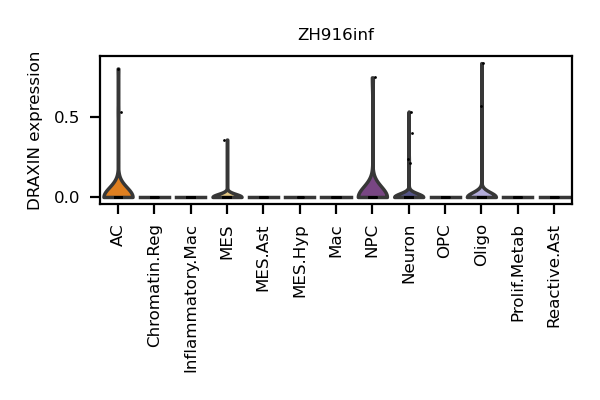 ZH916inf
DRAXIN expression
0.5
0.0
AC
Chromatin.Reg
Inflammatory.Mac
MES
MES.Ast
MES.Hyp
Mac
NPC
Neuron
OPC
Oligo
Prolif.Metab
Reactive.Ast